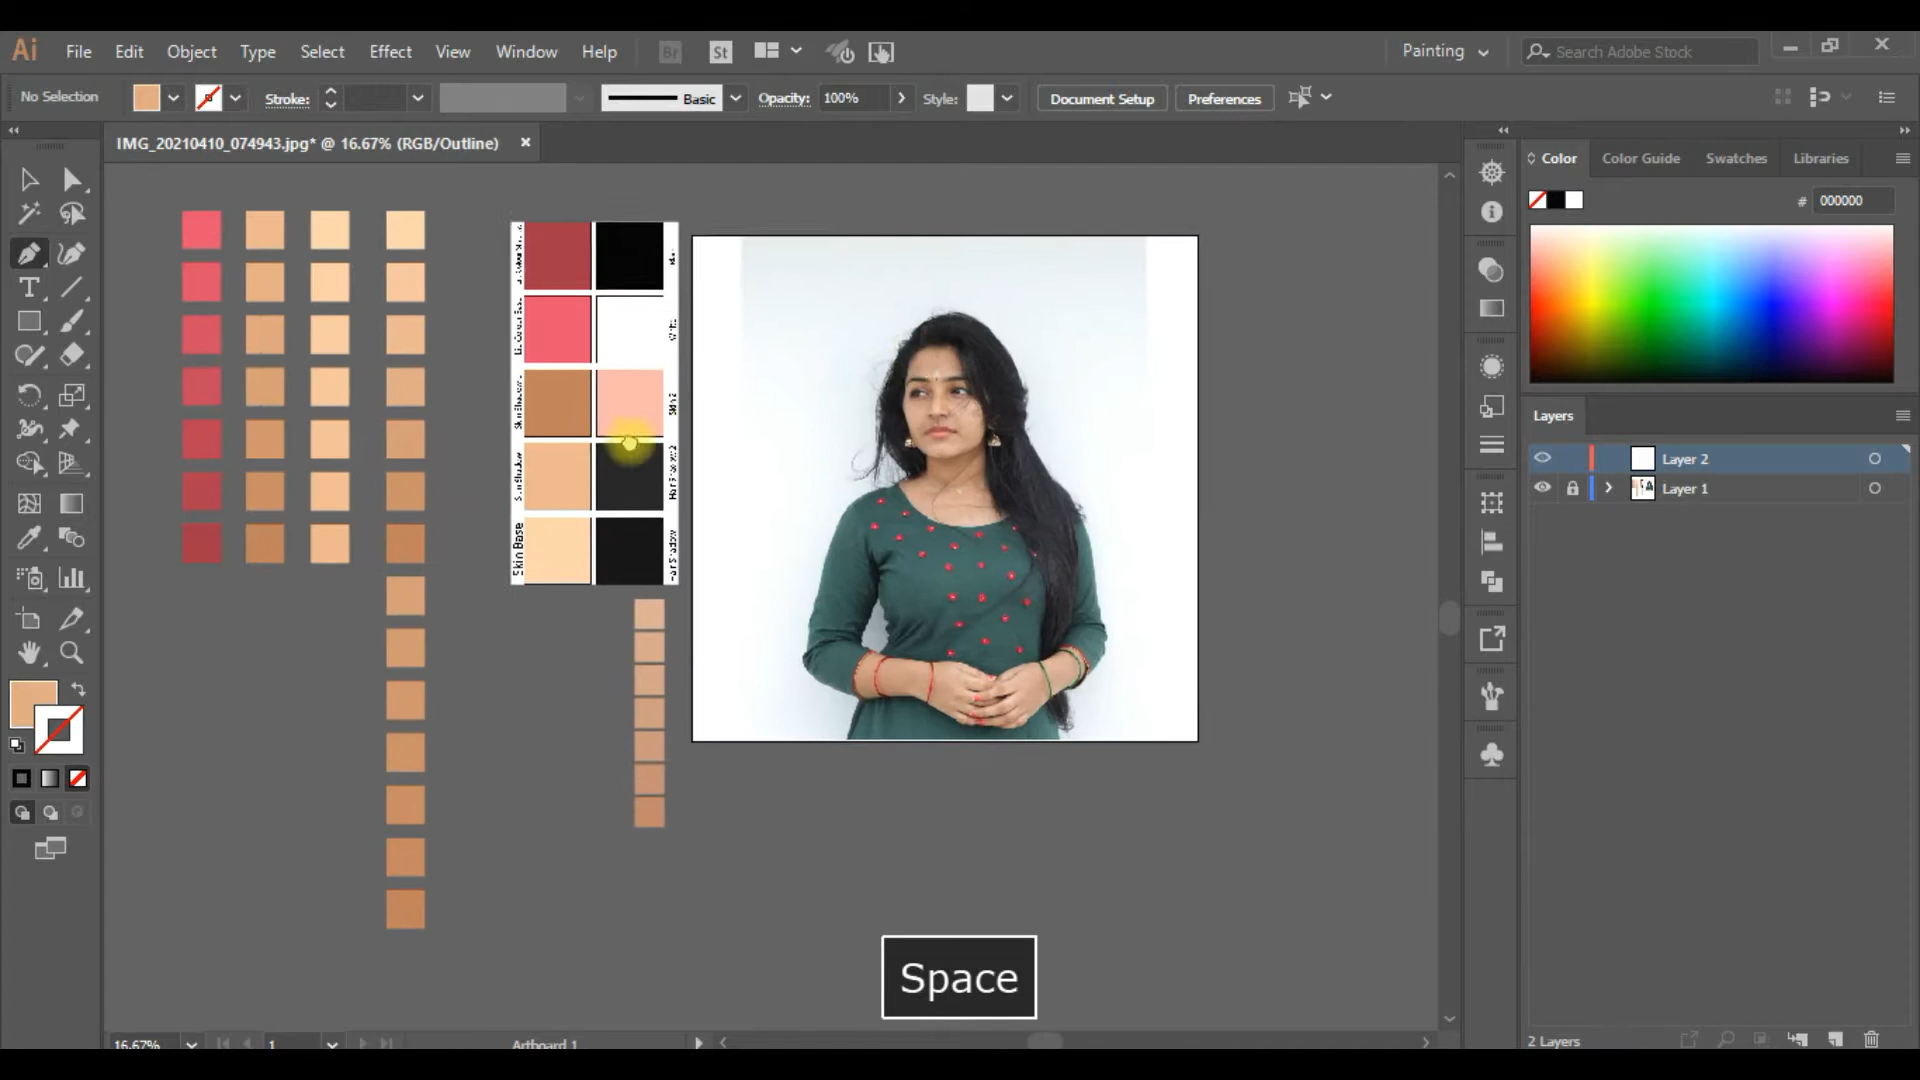 Ai File Edit Object Type Select Effect View Window Help Br St Painting Search Adobe Stock
No Selection Stroke: Basic Opacity: 100% Style: Document Setup Preferences
IMG_20210410_074943.jpg* @ 16.67% (RGB/Outline) ×
Color Color Guide Swatches Libraries
# 000000
Layers
Layer 2
Layer 1
Skin Base
Space
16.67% 1 Artboard 1
2 Layers